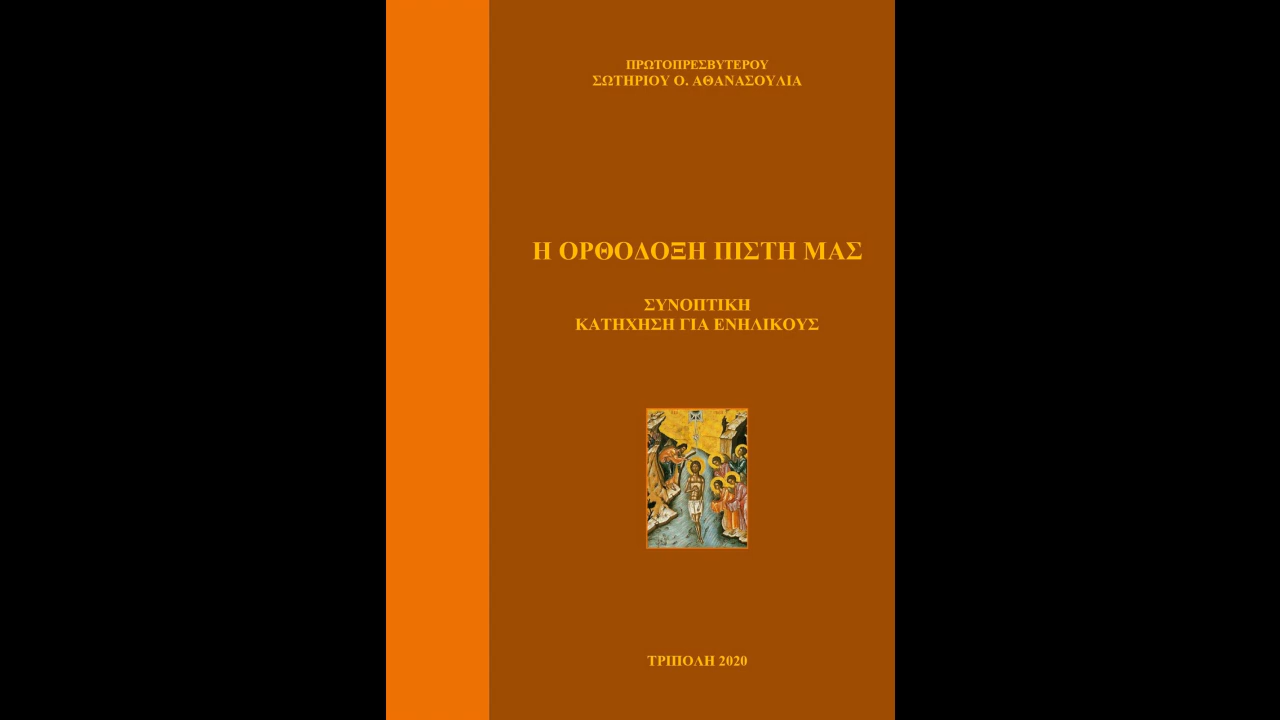 ΠΡΩΤΟΠΡΕΣΒΥΤΕΡΟΥ
ΣΩΤΗΡΙΟΥ Ο. ΑΘΑΝΑΣΟΥΛΙΑ
Η ΟΡΘΟΔΟΞΗ ΠΙΣΤΗ ΜΑΣ
ΣΥΝΟΠΤΙΚΗ
ΚΑΤΗΧΗΣΗ ΓΙΑ ΕΝΗΛΙΚΟΥΣ
ΤΡΙΠΟΛΗ 2020